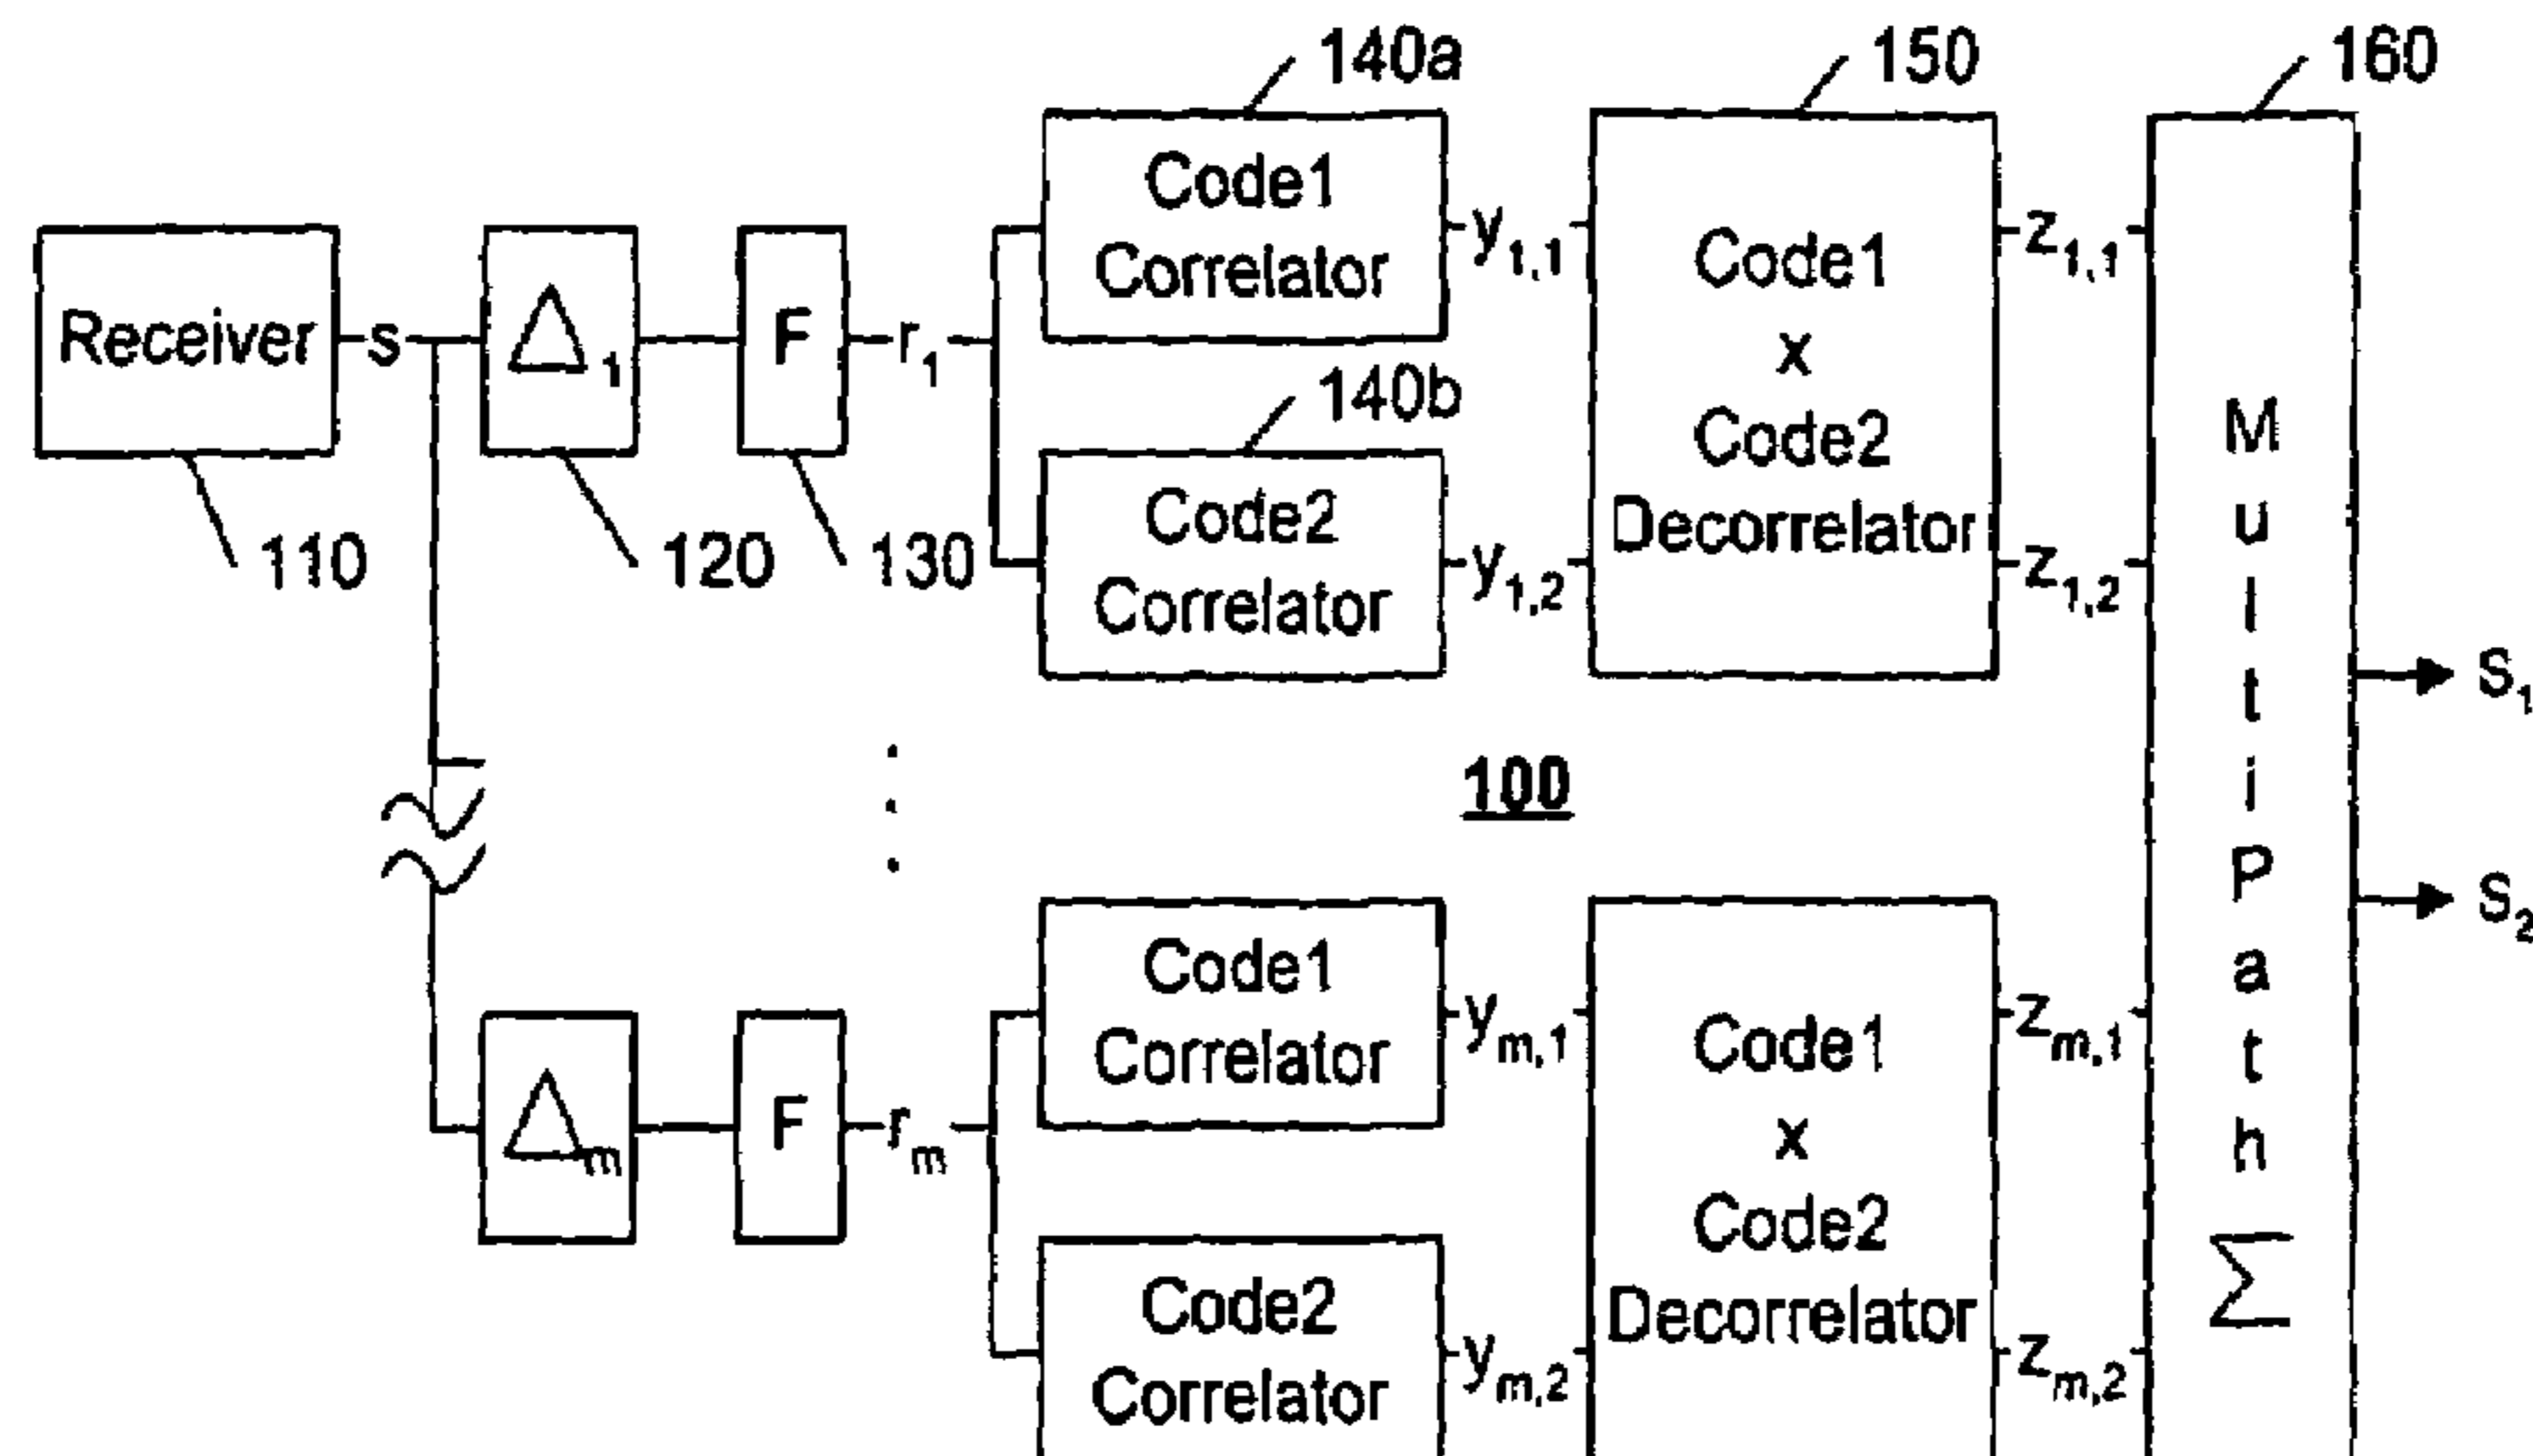 140a
150
160
Code1
Correlator
Receiver
s
Δ₁
F
r₁
y₁,₁
Code1
x
Code2
Decorrelator
z₁,₁
140b
Code2
Correlator
y₁,₂
z₁,₂
110
120
130
100
MultiPath
Σ
S₁
S₂
Δₘ
F
rₘ
Code1
Correlator
yₘ,₁
Code1
x
Code2
Decorrelator
zₘ,₁
Code2
Correlator
yₘ,₂
zₘ,₂